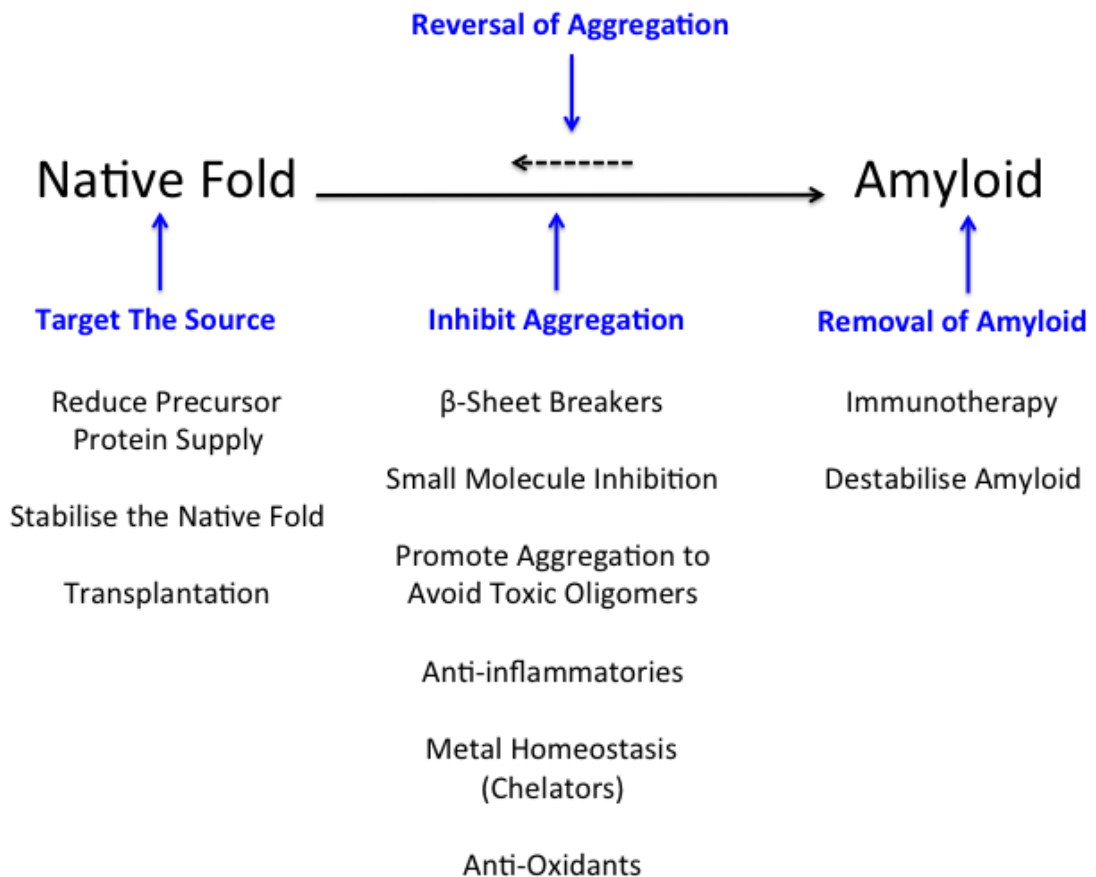 Reversal of Aggregation
Native Fold
Amyloid
Target The Source
Reduce Precursor
Protein Supply
Stabilise the Native Fold
Transplantation
Inhibit Aggregation
β-Sheet Breakers
Small Molecule Inhibition
Promote Aggregation to
Avoid Toxic Oligomers
Anti-inflammatories
Metal Homeostasis
(Chelators)
Anti-Oxidants
Removal of Amyloid
Immunotherapy
Destabilise Amyloid